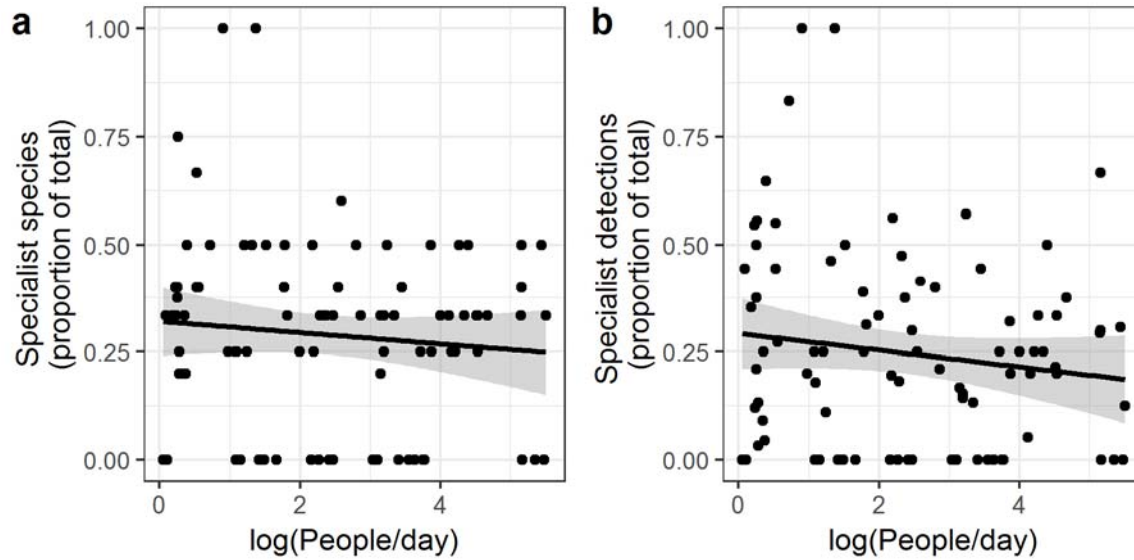 a
Specialist species
(proportion of total)
1.00
0.75
0.50
0.25
0.00
0
2
4
log(People/day)
b
Specialist detections
(proportion of total)
1.00
0.75
0.50
0.25
0.00
0
2
4
log(People/day)